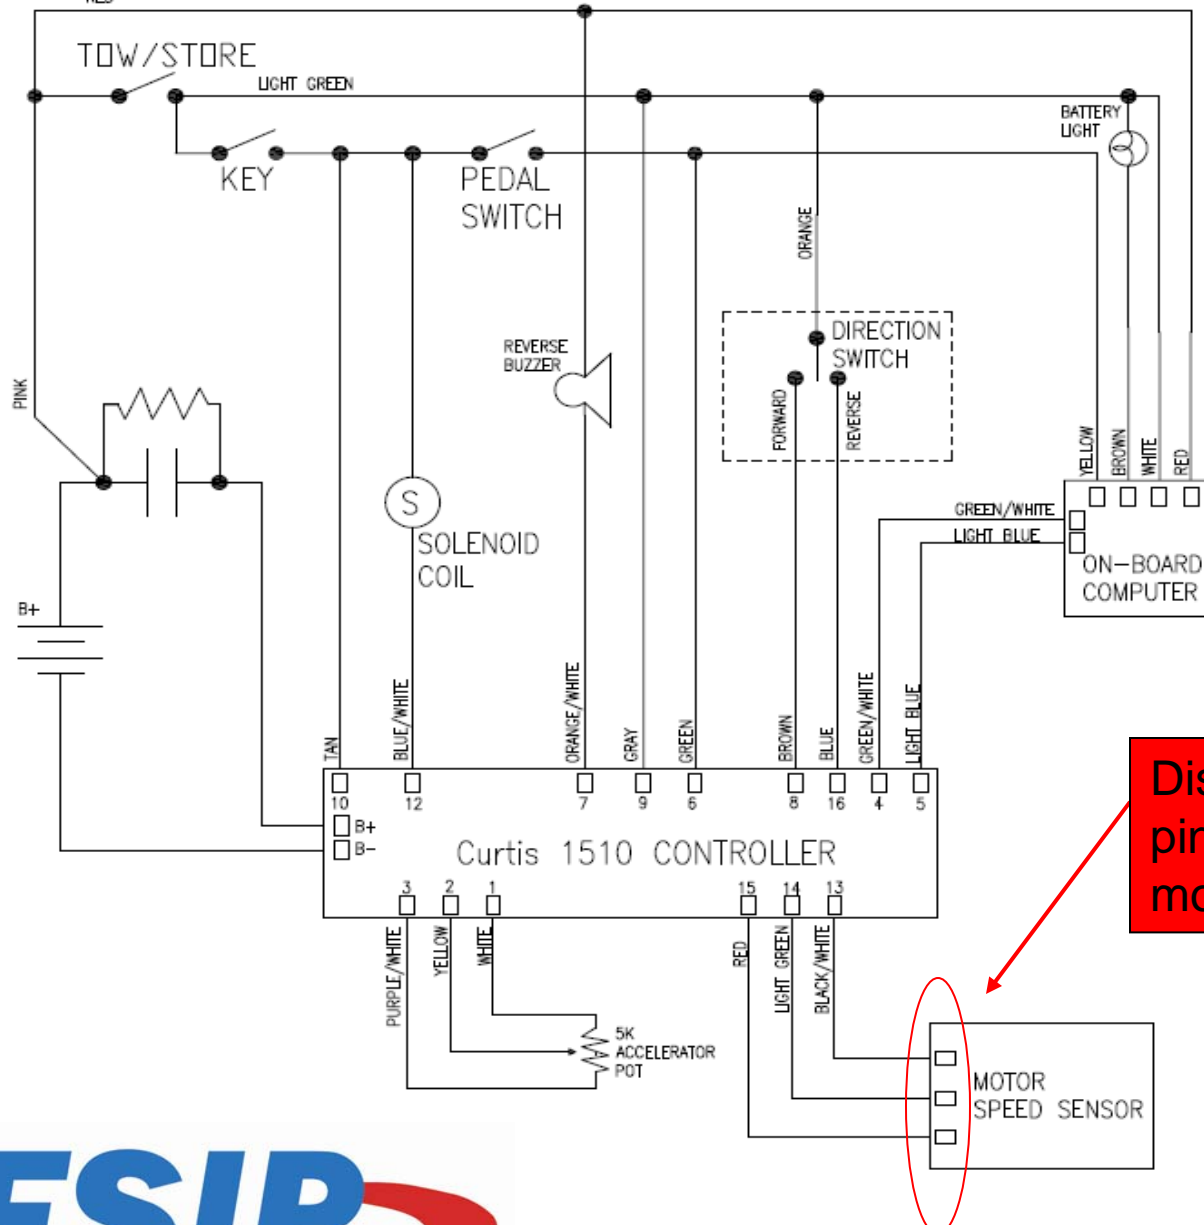 TOW/STORE
LIGHT GREEN
BATTERY
LIGHT
KEY
PEDAL
SWITCH
ORANGE
DIRECTION
SWITCH
REVERSE
BUZZER
PINK
FORWARD
REVERSE
YELLOW
BROWN
WHITE
RED
S
GREEN/WHITE
LIGHT BLUE
SOLENOID
COIL
ON-BOARD
COMPUTER
B+
TAN
BLUE/WHITE
ORANGE/WHITE
GRAY
GREEN
BROWN
BLUE
GREEN/WHITE
LIGHT BLUE
10 12 7 9 6 8 16 4 5
B+
B-
Curtis 1510 CONTROLLER
3 2 1 15 14 13
PURPLE/WHITE
YELLOW
WHITE
RED
LIGHT GREEN
BLACK/WHITE
5K
ACCELERATOR
POT
MOTOR
SPEED SENSOR